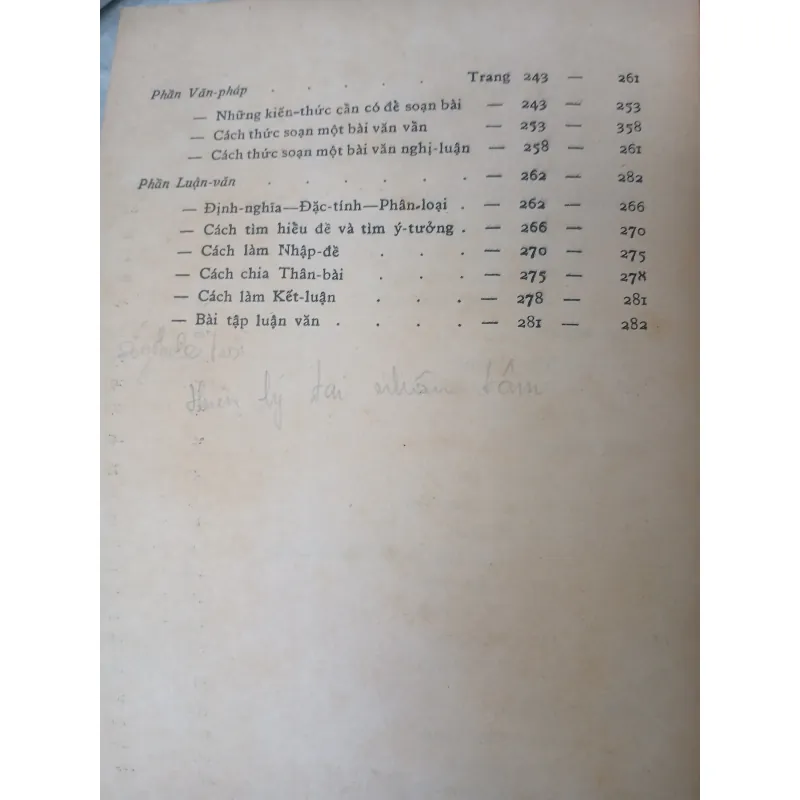 Phần Văn-pháp . . . . . Trang 243 — 261
— Những kiến-thức cần có để soạn bài — 243 — 253
— Cách thức soạn một bài văn vần — 253 — 358
— Cách thức soạn một bài văn nghị-luận — 258 — 261
Phần Luận-văn . . . . . . — 262 — 282
— Định-nghĩa—Đặc-tính—Phân-loại . — 262 — 266
— Cách tìm hiểu đề và tìm ý-tưởng . — 266 — 270
— Cách làm Nhập-đề . . . — 270 — 275
— Cách chia Thân-bài . . . — 275 — 278
— Cách làm Kết-luận . . . — 278 — 281
— Bài tập luận văn . . . . — 281 — 282
lý tại nhân tâm